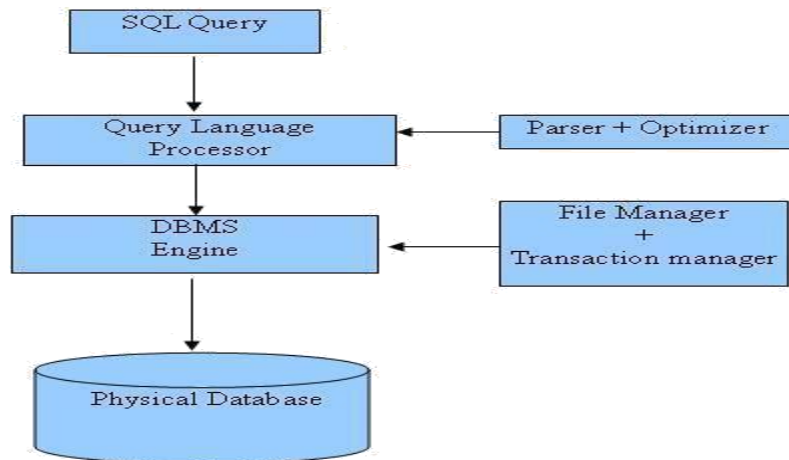 SQL Query
Query Language
Processor
Parser + Optimizer
DBMS
Engine
File Manager
+
Transaction manager
Physical Database